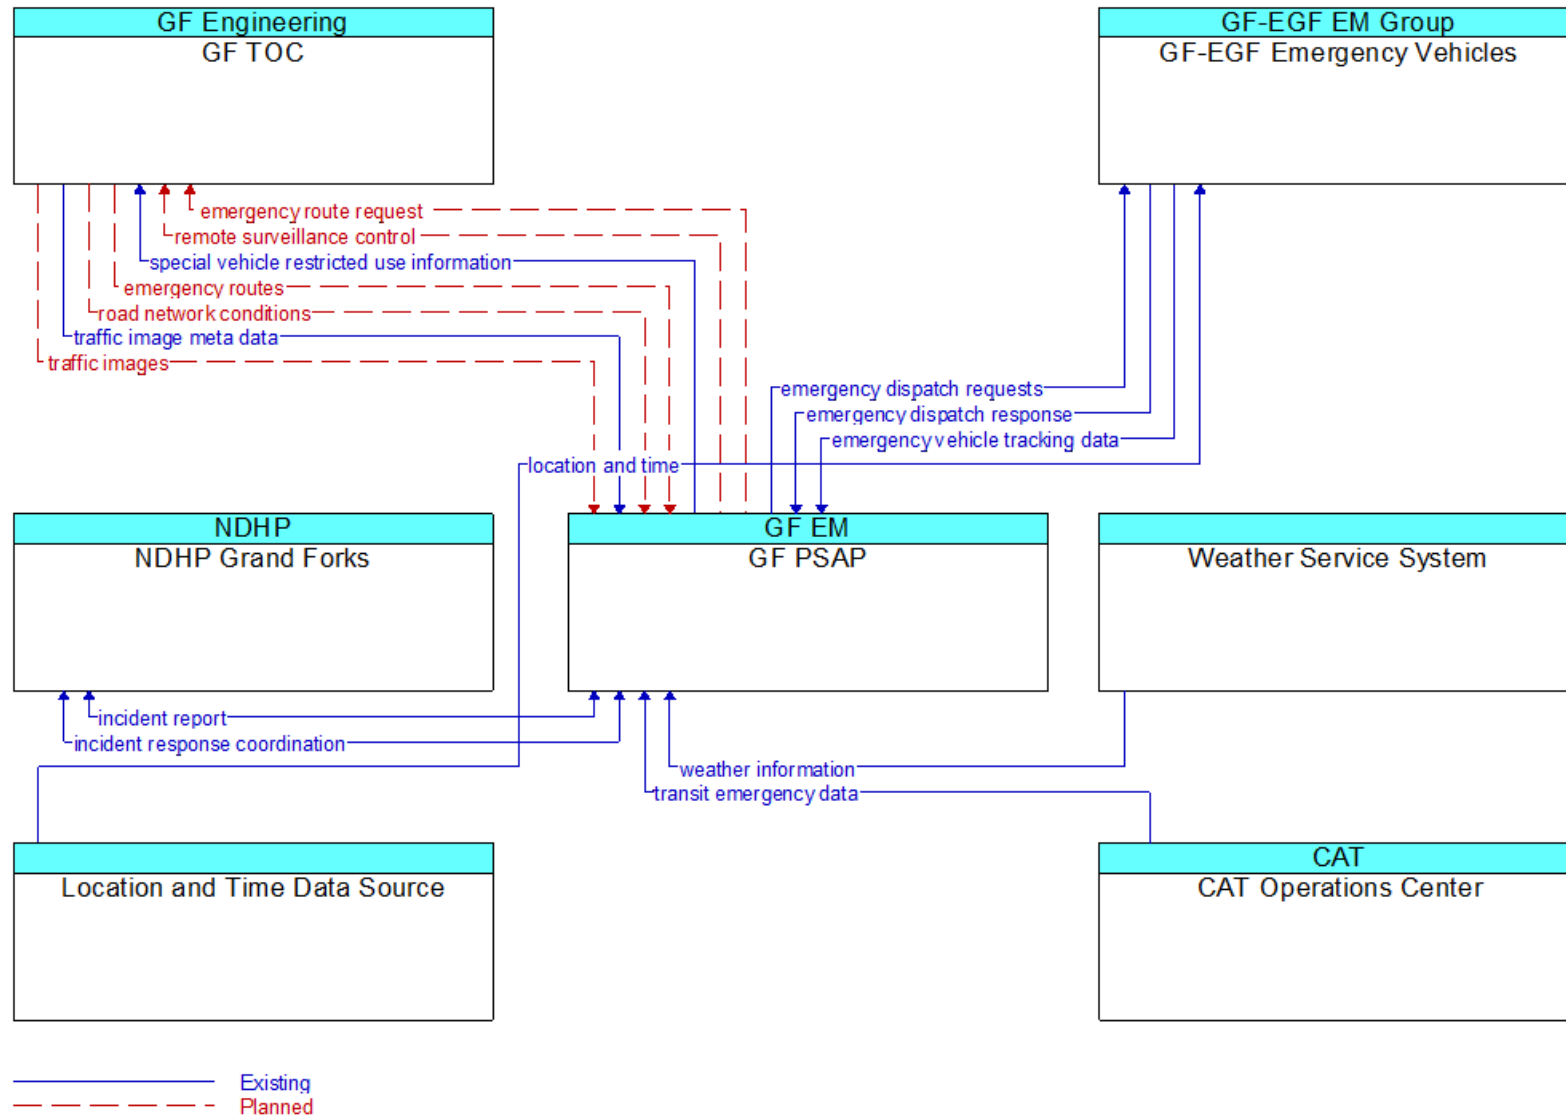 GF Engineering
GF TOC
GF-EGF EM Group
GF-EGF Emergency Vehicles
emergency route request
remote surveillance control
special vehicle restricted use information
emergency routes
road network conditions
traffic image meta data
traffic images
emergency dispatch requests
emergency dispatch response
emergency vehicle tracking data
location and time
NDHP
NDHP Grand Forks
GF EM
GF PSAP
Weather Service System
incident report
incident response coordination
weather information
transit emergency data
Location and Time Data Source
CAT
CAT Operations Center
Existing
Planned